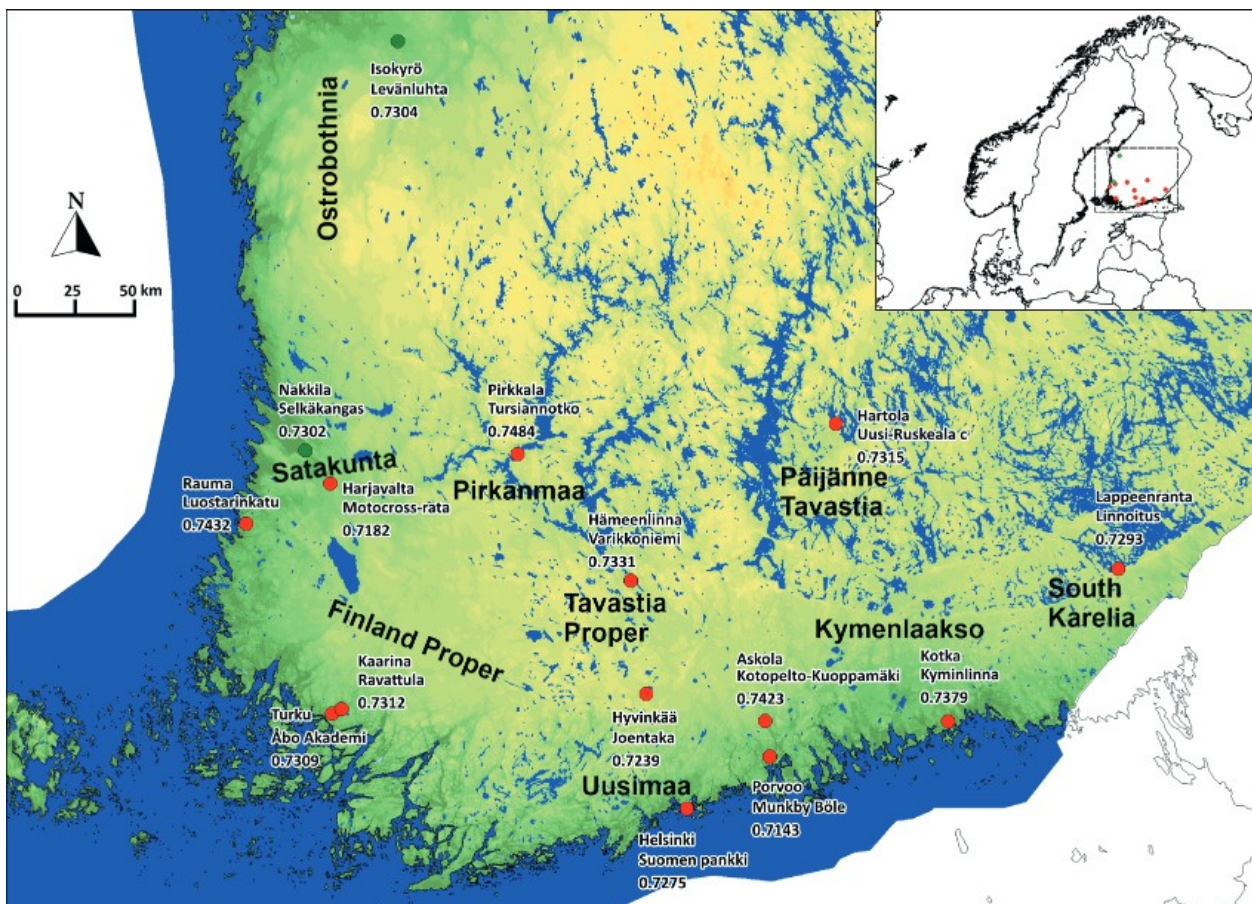 Isokyrö
Levänluhta
0.7304
Ostrobothnia
N
0 25 50 km
Nakkila
Selkäkangas
0.7302
Pirkkala
Tursiannotko
0.7484
Hartola
Uusi-Ruskeala c
0.7315
Satakunta
Pirkanmaa
Päijänne
Tavastia
Rauma
Luostarinkatu
0.7432
Harjavalta
Motocross-rata
0.7182
Hämeenlinna
Varikkoniemi
0.7331
Lappeenranta
Linnoitus
0.7293
Tavastia
Proper
South
Karelia
Kymenlaakso
Finland Proper
Kaarina
Ravattula
0.7312
Askola
Kotopelto-Kuoppamäki
0.7423
Kotka
Kyminlinna
0.7379
Turku
Åbo Akademi
0.7309
Hyvinkää
Joentaka
0.7239
Uusimaa
Porvoo
Munkby Böle
0.7143
Helsinki
Suomen pankki
0.7275